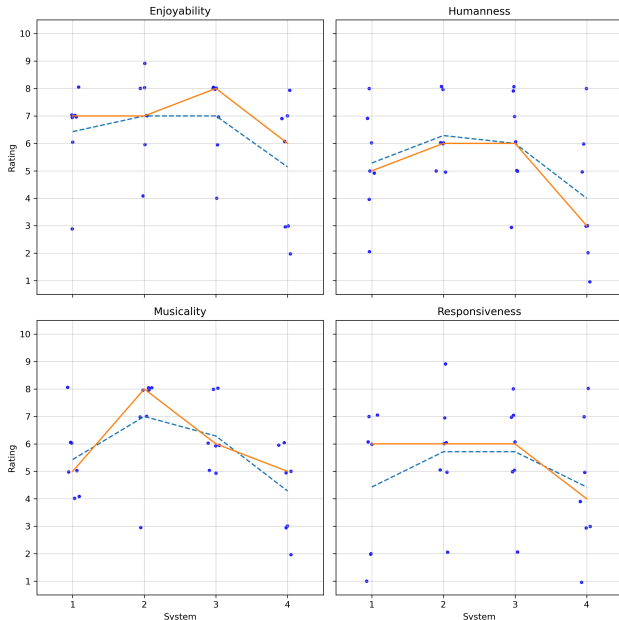 Enjoyability
Humanness
10
9
8
7
6
5
4
3
2
1
Rating
Musicality
Responsiveness
10
9
8
7
6
5
4
3
2
1
Rating
1 2 3 4
1 2 3 4
System
System